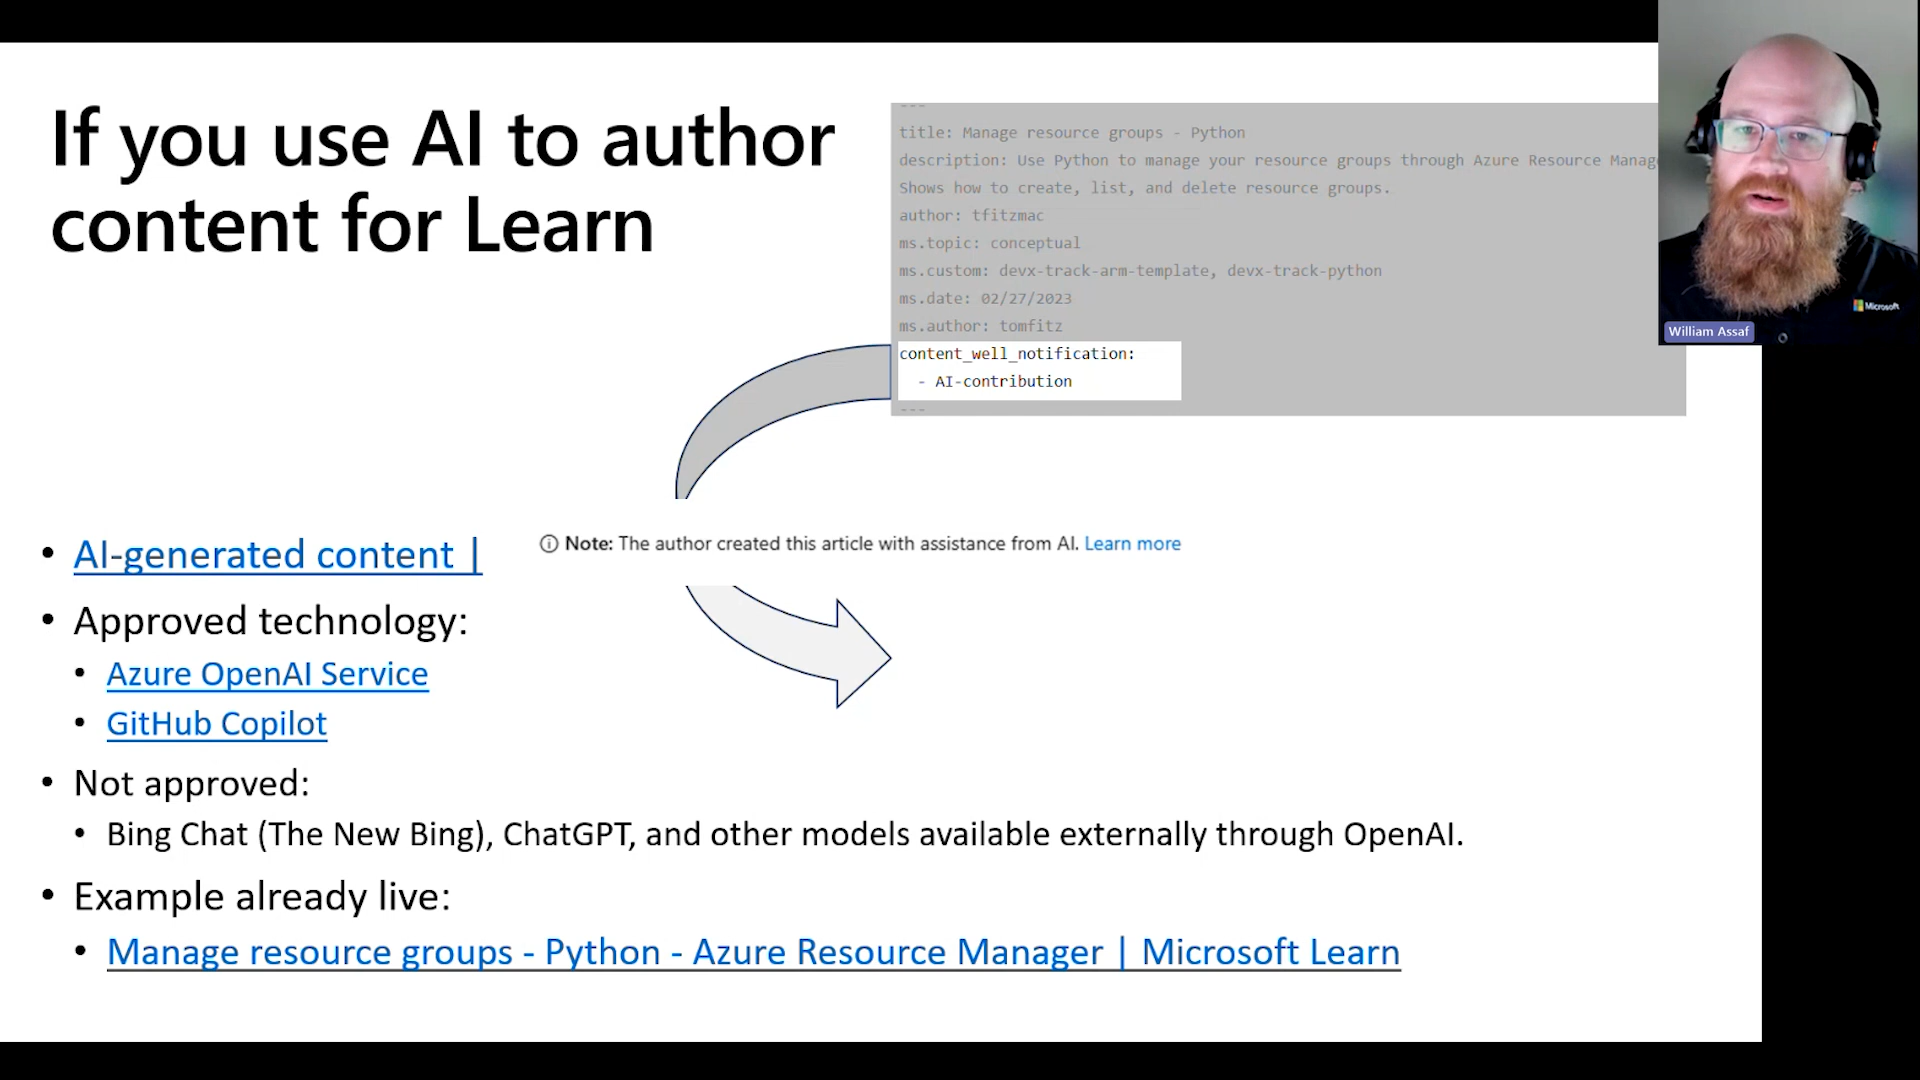 If you use AI to author
content for Learn
---
title: Manage resource groups - Python
description: Use Python to manage your resource groups through Azure Resource Manag
Shows how to create, list, and delete resource groups.
author: tfitzmac
ms.topic: conceptual
ms.custom: devx-track-arm-template, devx-track-python
ms.date: 02/27/2023
ms.author: tomfitz
content_well_notification:
- AI-contribution
---
Microsoft
William Assaf
• AI-generated content |
Note: The author created this article with assistance from AI. Learn more
• Approved technology:
• Azure OpenAI Service
• GitHub Copilot
• Not approved:
• Bing Chat (The New Bing), ChatGPT, and other models available externally through OpenAI.
• Example already live:
• Manage resource groups - Python - Azure Resource Manager | Microsoft Learn